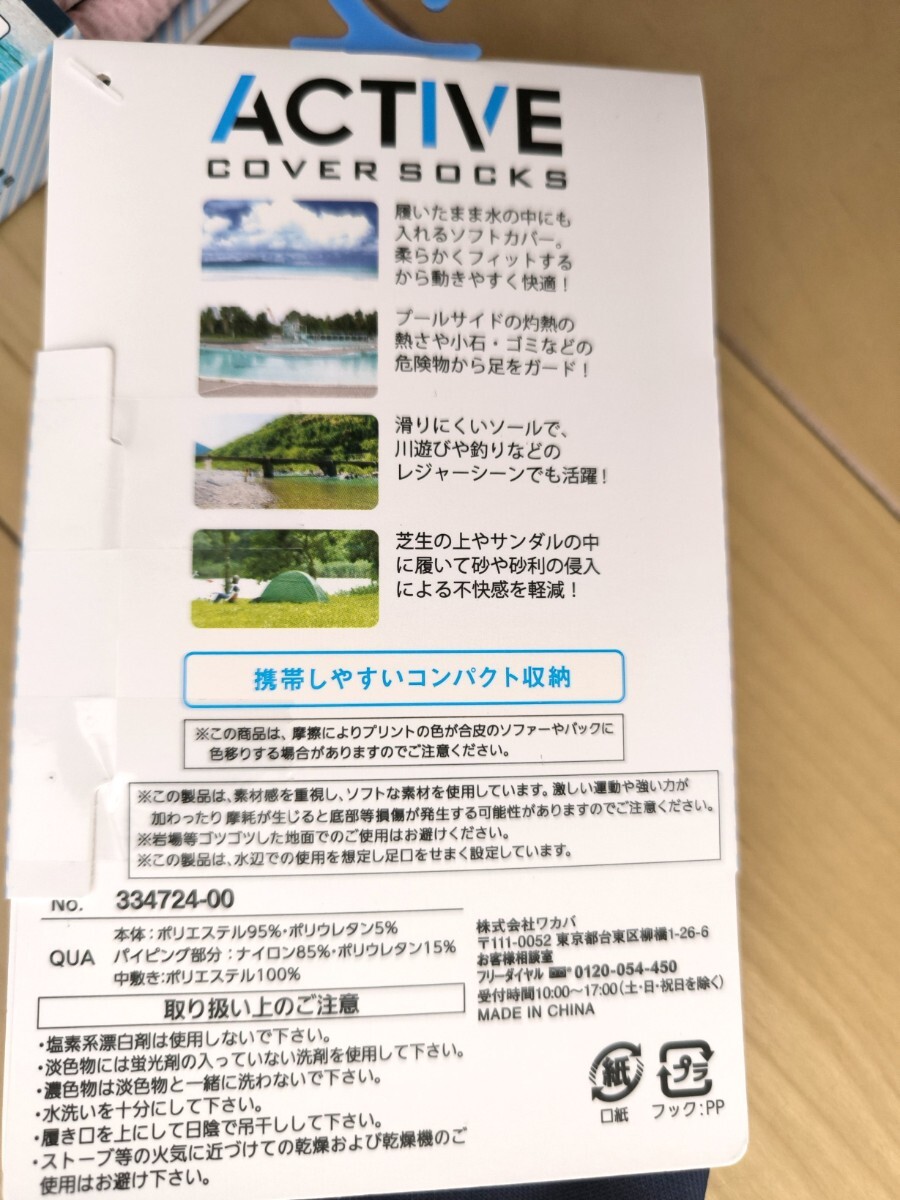 ACTIVE
COVER SOCKS
履いたまま水の中にも
入れるソフトカバー。
柔らかくフィットする
から動きやすく快適！
プールサイドの灼熱の
熱さや小石・ゴミなどの
危険物から足をガード！
滑りにくいソールで、
川遊びや釣りなどの
レジャーシーンでも活躍！
芝生の上やサンダルの中
に履いて砂や砂利の侵入
による不快感を軽減！
携帯しやすいコンパクト収納
※この商品は、摩擦によりプリントの色が合皮のソファーやバックに
色移りする場合がありますのでご注意ください。
※この製品は、素材感を重視し、ソフトな素材を使用しています。激しい運動や強い力が
加わったり摩耗が生じると底部等損傷が発生する可能性がありますのでご注意ください。
※岩場等ゴツゴツした地面でのご使用はお避けください。
※この製品は、水辺での使用を想定し足口をせまく設定しています。
No. 334724-00
QUA 本体：ポリエステル95%・ポリウレタン5%
パイピング部分：ナイロン85%・ポリウレタン15%
中敷き：ポリエステル100%
取り扱い上のご注意
・塩素系漂白剤は使用しないで下さい。
・淡色物には蛍光剤の入っていない洗剤を使用して下さい。
・濃色物は淡色物と一緒に洗わないで下さい。
・水洗いを十分にして下さい。
・履き口を上にして日陰で吊干しして下さい。
・ストーブ等の火気に近づけての乾燥および乾燥機のご
使用はお避け下さい。
株式会社ワカバ
〒111-0052 東京都台東区柳橋1-26-6
お客様相談室
フリーダイヤル 0120-054-450
受付時間10:00～17:00（土・日・祝日を除く）
MADE IN CHINA
紙
口紙
プラ
フック：PP